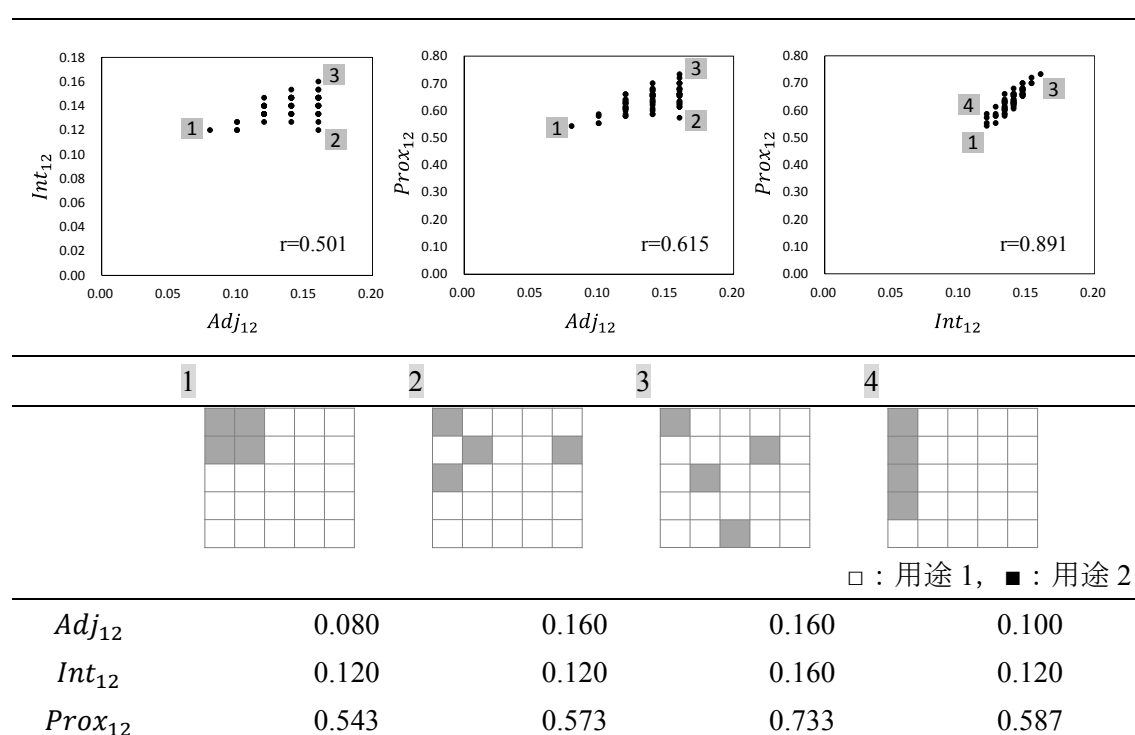 0.18
0.16
0.14
0.12
0.10
0.08
0.06
0.04
0.02
0.00
0.00 0.05 0.10 0.15 0.20
Int12
Adj12
1
2
3
r=0.501
0.80
0.70
0.60
0.50
0.40
0.30
0.20
0.10
0.00
0.00 0.05 0.10 0.15 0.20
Prox12
Adj12
1
2
3
r=0.615
0.80
0.70
0.60
0.50
0.40
0.30
0.20
0.10
0.00
0.00 0.05 0.10 0.15 0.20
Prox12
Int12
4
1
3
r=0.891
1 2 3 4
□：用途 1, ■：用途 2
Adj12 0.080 0.160 0.160 0.100
Int12 0.120 0.120 0.160 0.120
Prox12 0.543 0.573 0.733 0.587